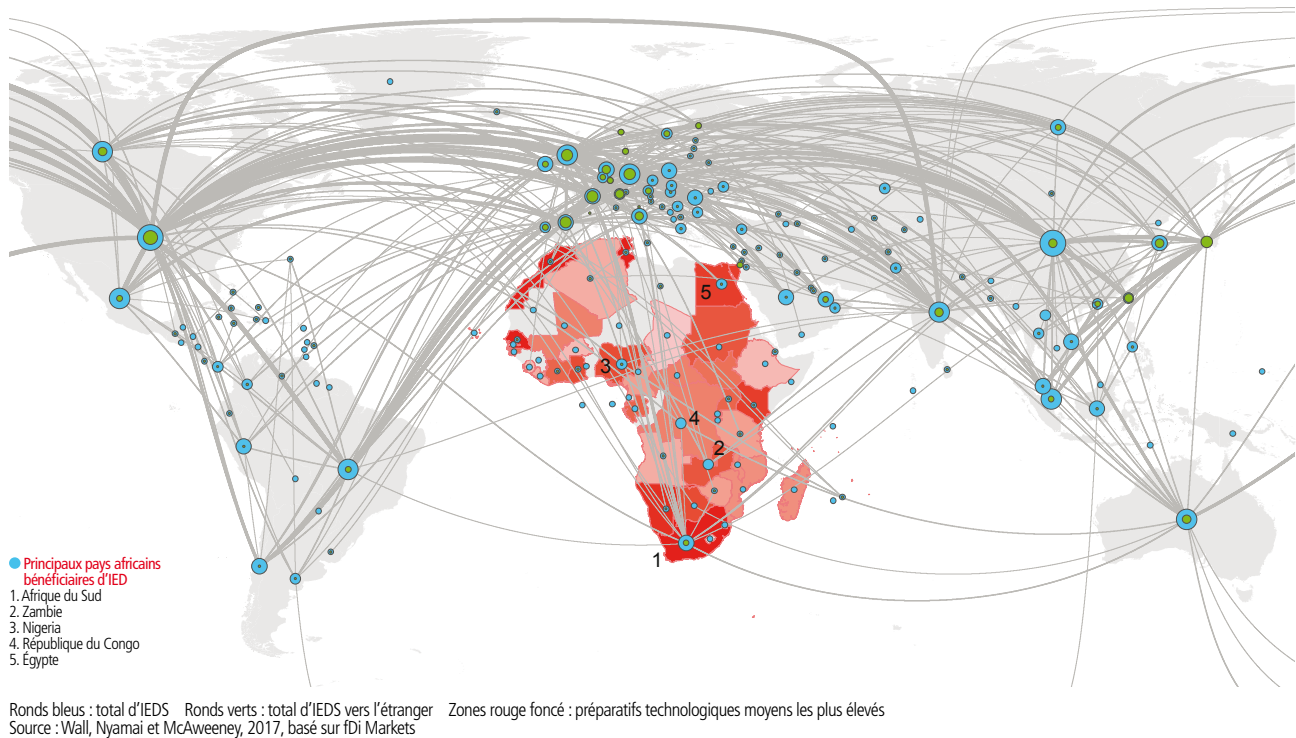 5
3
4
2
1
Principaux pays africains
bénéficiaires d’IED
1. Afrique du Sud
2. Zambie
3. Nigeria
4. République du Congo
5. Égypte
Ronds bleus : total d’IEDS Ronds verts : total d’IEDS vers l’étranger Zones rouge foncé : préparatifs technologiques moyens les plus élevés
Source : Wall, Nyamai et McAweeney, 2017, basé sur fDi Markets